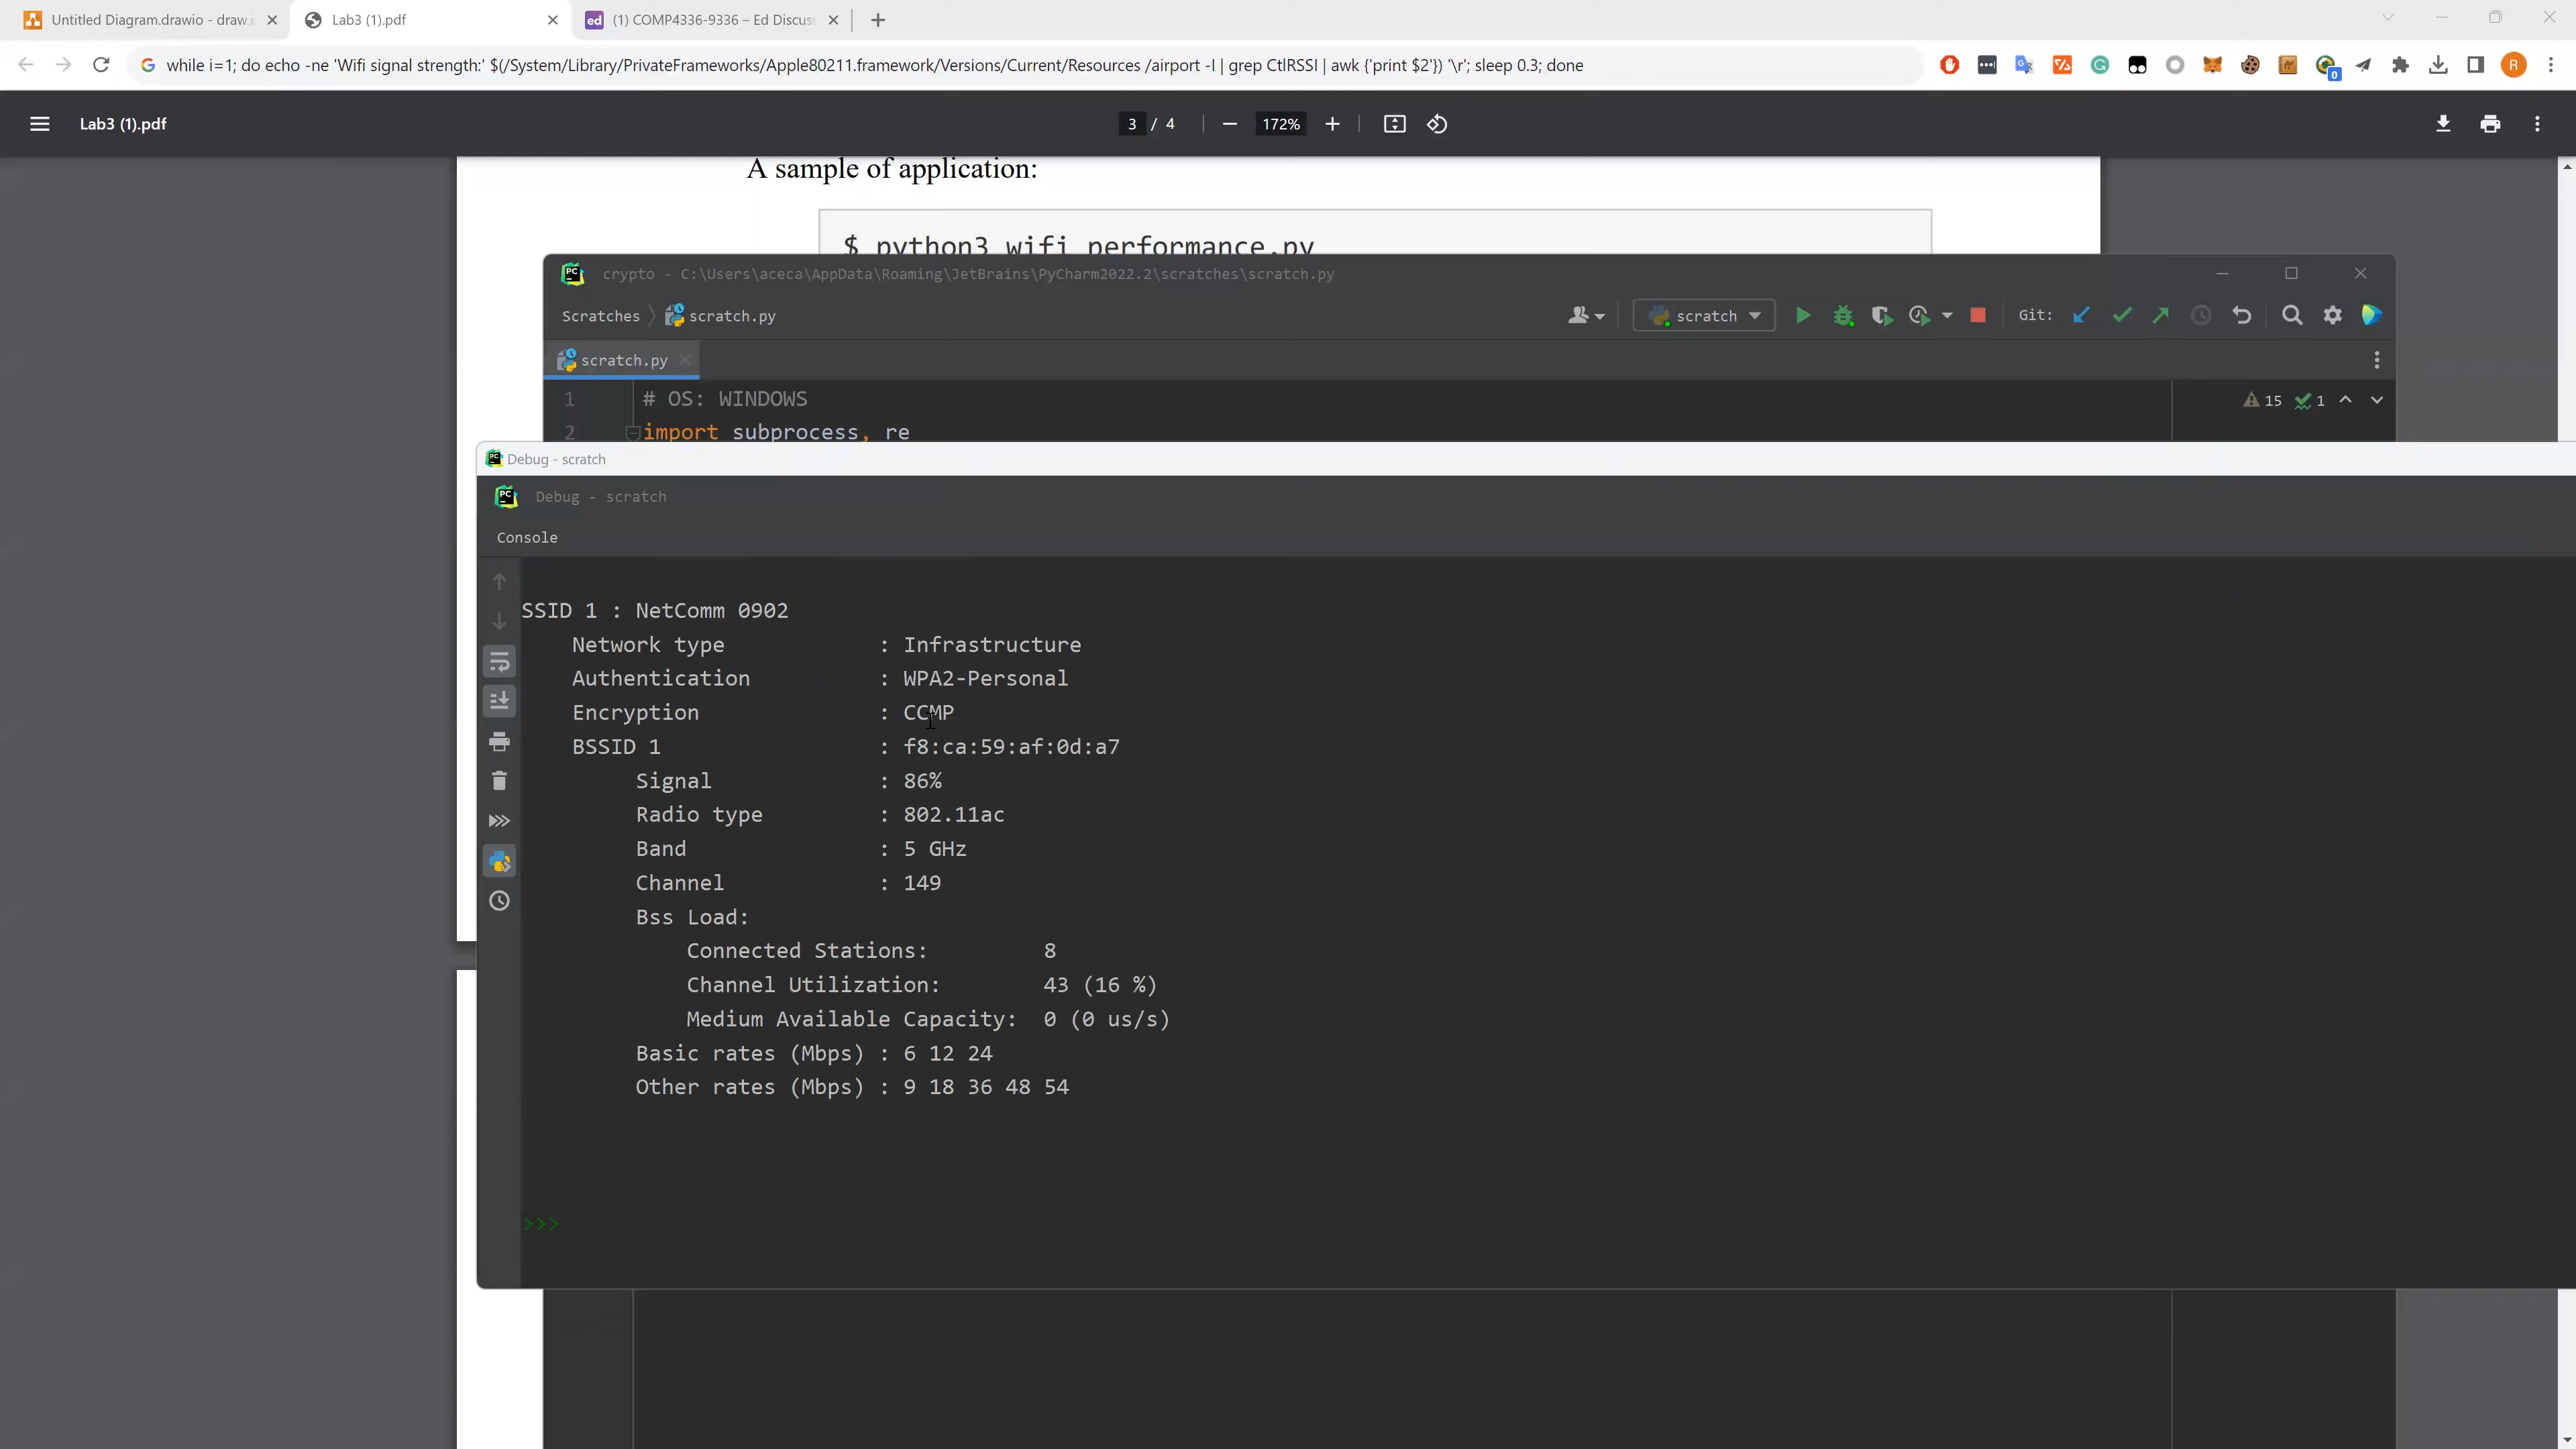 Untitled Diagram.drawio - draw.i
Lab3 (1).pdf
(1) COMP4336-9336 – Ed Discuss
while i=1; do echo -ne 'Wifi signal strength:' $(/System/Library/PrivateFrameworks/Apple80211.framework/Versions/Current/Resources /airport -I | grep CtlRSSI | awk {'print $2'}) '\r'; sleep 0.3; done
0
R
Lab3 (1).pdf
3 / 4
172%
A sample of application:
$ python3 wifi performance.py
PC
crypto - C:\Users\aceca\AppData\Roaming\JetBrains\PyCharm2022.2\scratches\scratch.py
Scratches
scratch.py
scratch
Git:
scratch.py
1 # OS: WINDOWS
15
1
2 import subprocess, re
PC Debug - scratch
PC Debug - scratch
Console
SSID 1 : NetComm 0902
Network type : Infrastructure
Authentication : WPA2-Personal
Encryption : CCMP
BSSID 1 : f8:ca:59:af:0d:a7
Signal : 86%
Radio type : 802.11ac
Band : 5 GHz
Channel : 149
Bss Load:
Connected Stations: 8
Channel Utilization: 43 (16 %)
Medium Available Capacity: 0 (0 us/s)
Basic rates (Mbps) : 6 12 24
Other rates (Mbps) : 9 18 36 48 54
>>>